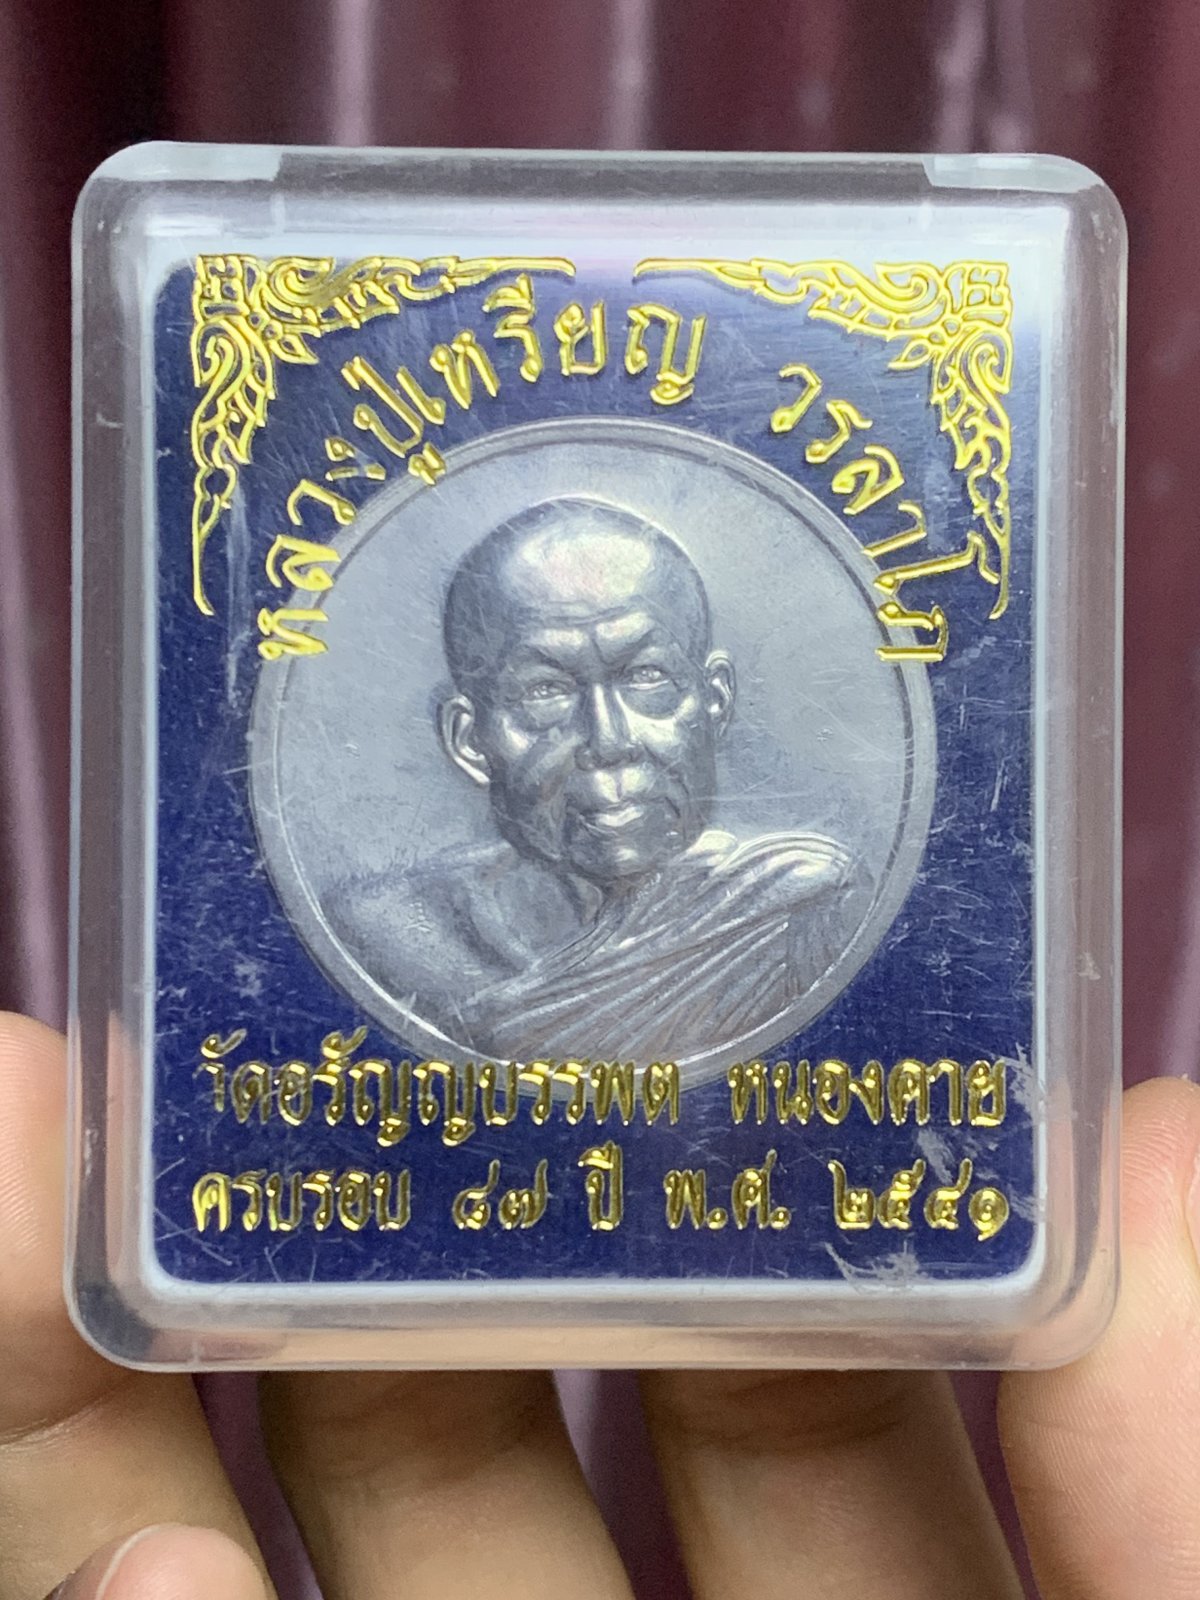 หลวงปู่เหรียญ วรลาโภ
วัดอรัญญบรรพต หนองคาย
ครบรอบ ๘๗ ปี พ.ศ. ๒๕๔๑